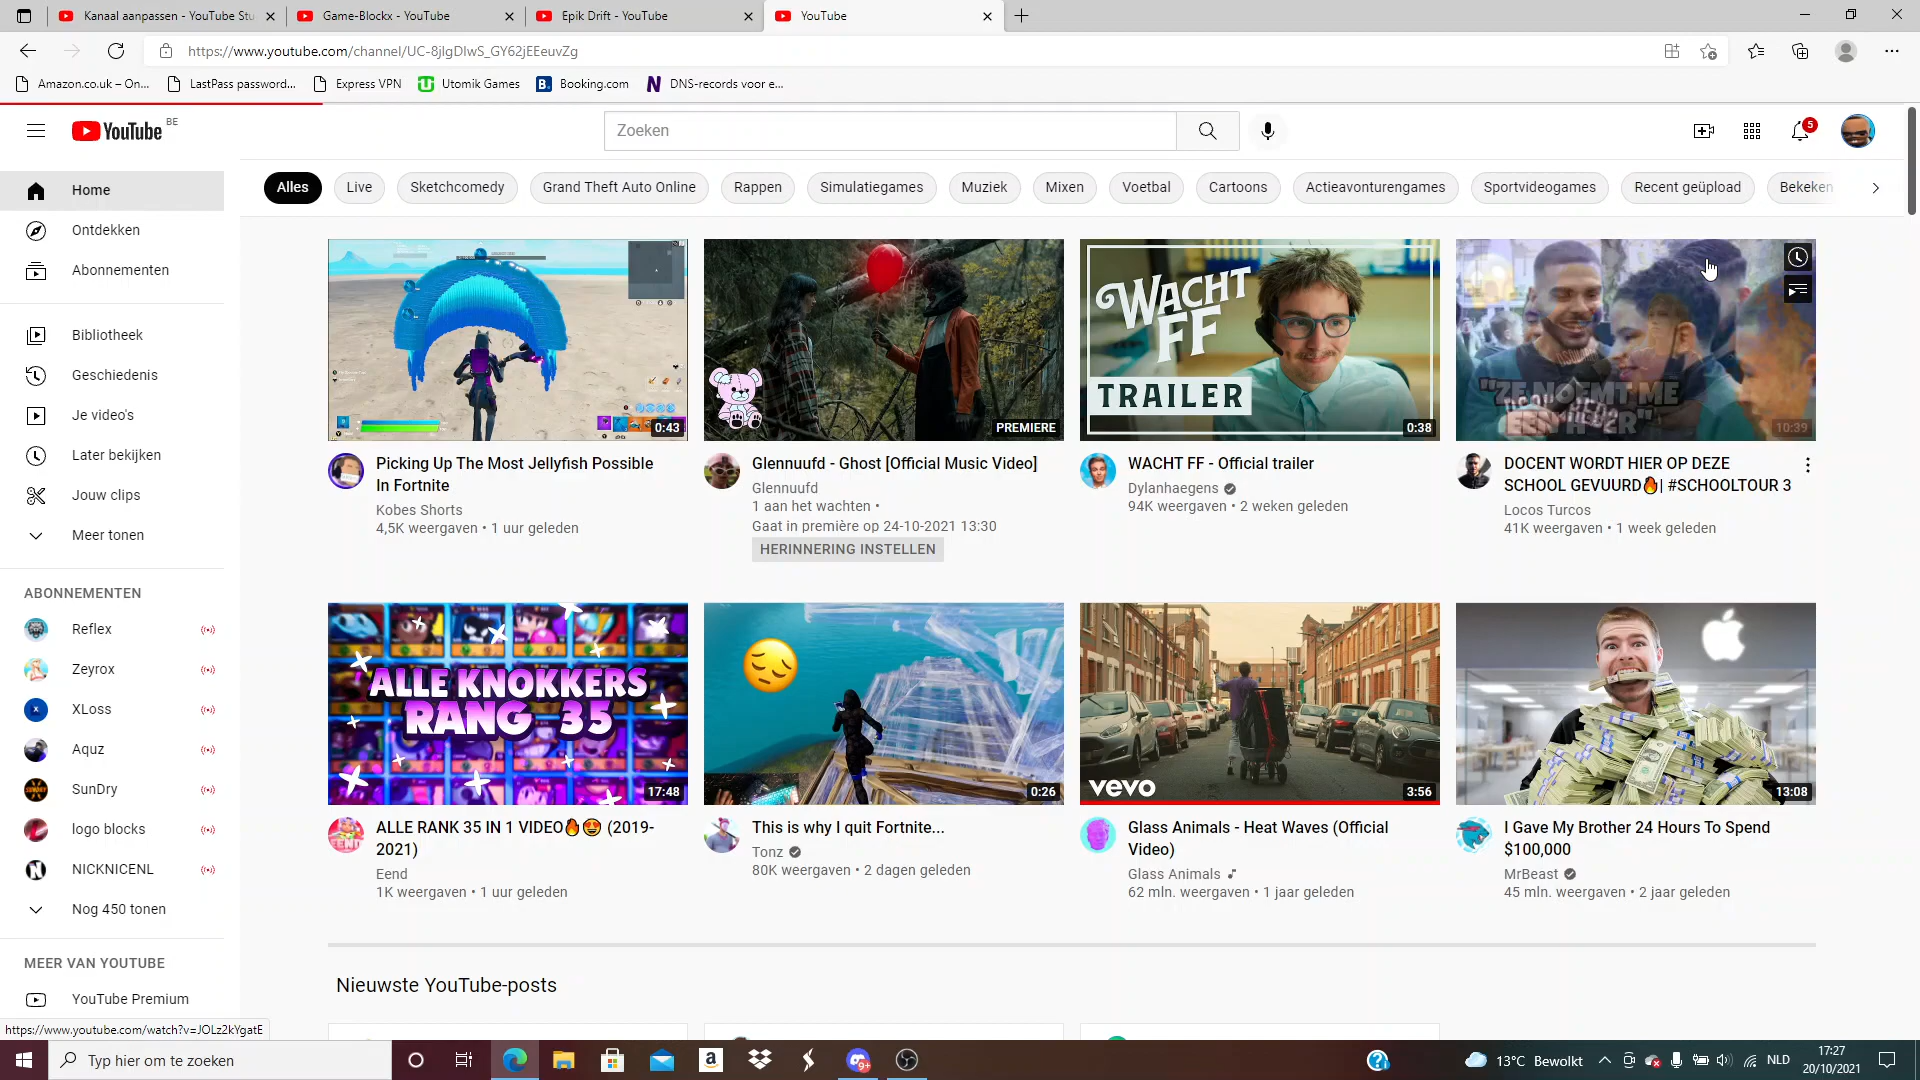 Kanaal aanpassen - YouTube Stu
Game-Blockx - YouTube
Epik Drift - YouTube
YouTube
https://www.youtube.com/channel/UC-8jlgDlwS_GY62jEEeuvZg
Amazon.co.uk – On...
LastPass password...
Express VPN
Utomik Games
Booking.com
DNS-records voor e...
YouTube BE
Zoeken
5
Home
Ontdekken
Abonnementen
Bibliotheek
Geschiedenis
Je video's
Later bekijken
Jouw clips
Meer tonen
ABONNEMENTEN
Reflex
Zeyrox
XLoss
Aquz
SunDry
logo blocks
NICKNICENL
Nog 450 tonen
MEER VAN YOUTUBE
YouTube Premium
https://www.youtube.com/watch?v=JOLz2kYgatE
Alles
Live
Sketchcomedy
Grand Theft Auto Online
Rappen
Simulatiegames
Muziek
Mixen
Voetbal
Cartoons
Actieavonturengames
Sportvideogames
Recent geüpload
Bekeken
0:43
Picking Up The Most Jellyfish Possible
In Fortnite
Kobes Shorts
4,5K weergaven • 1 uur geleden
PREMIERE
Glennuufd - Ghost [Official Music Video]
Glennuufd
1 aan het wachten •
Gaat in première op 24-10-2021 13:30
HERINNERING INSTELLEN
WACHT
FF
TRAILER
0:38
WACHT FF - Official trailer
Dylanhaegens
94K weergaven • 2 weken geleden
"ZE NOEMT ME
10:39
DOCENT WORDT HIER OP DEZE
SCHOOL GEVUURD🔥| #SCHOOLTOUR 3
Locos Turcos
41K weergaven • 1 week geleden
ALLE KNOKKERS
RANG 35
17:48
ALLE RANK 35 IN 1 VIDEO🔥😍 (2019-
2021)
Eend
1K weergaven • 1 uur geleden
0:26
This is why I quit Fortnite...
Tonz
80K weergaven • 2 dagen geleden
vevo
3:56
Glass Animals - Heat Waves (Official
Video)
Glass Animals
62 mln. weergaven • 1 jaar geleden
13:08
I Gave My Brother 24 Hours To Spend
$100,000
MrBeast
45 mln. weergaven • 2 jaar geleden
Nieuwste YouTube-posts
Typ hier om te zoeken
9+
13°C Bewolkt
NLD
17:27
20/10/2021